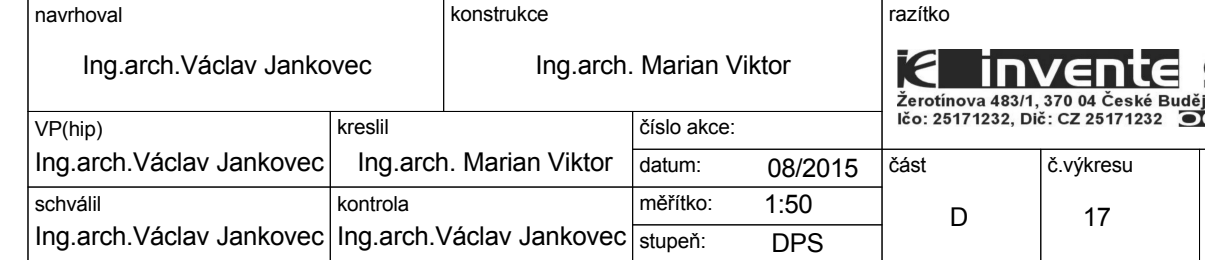 navrhoval
Ing.arch.Václav Jankovec
konstrukce
Ing.arch. Marian Viktor
razítko
invente
Žerotínova 483/1, 370 04 České Buděj
Ičo: 25171232, Dič: CZ 25171232
VP(hip)
Ing.arch.Václav Jankovec
kreslil
Ing.arch. Marian Viktor
číslo akce:
datum: 08/2015
část
D
č.výkresu
17
schválil
Ing.arch.Václav Jankovec
kontrola
Ing.arch.Václav Jankovec
měřítko: 1:50
stupeň: DPS